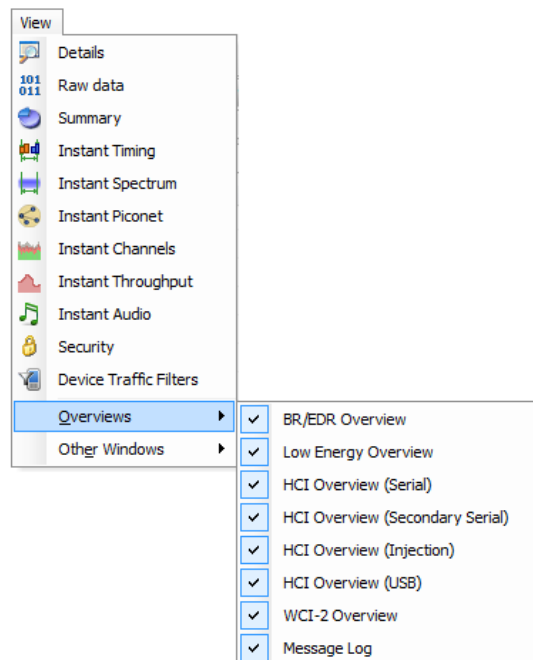 View
Details
101
011
Raw data
Summary
Instant Timing
Instant Spectrum
Instant Piconet
Instant Channels
Instant Throughput
Instant Audio
Security
Device Traffic Filters
Overviews
Other Windows
BR/EDR Overview
Low Energy Overview
HCI Overview (Serial)
HCI Overview (Secondary Serial)
HCI Overview (Injection)
HCI Overview (USB)
WCI-2 Overview
Message Log